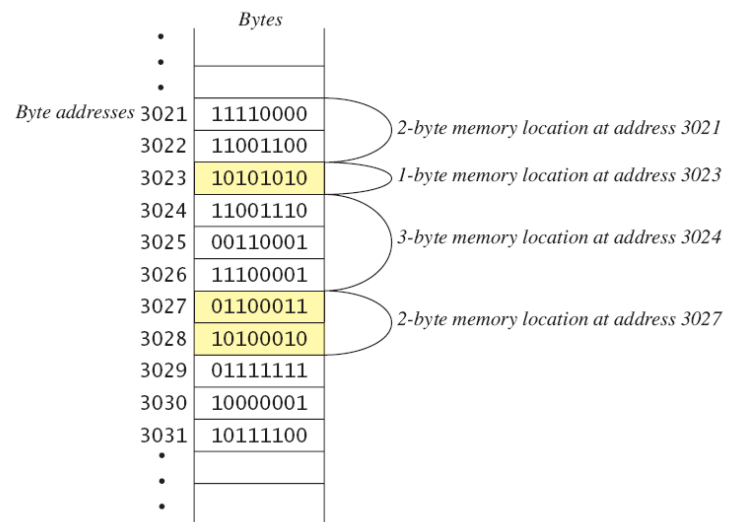 Bytes
Byte addresses 3021 11110000
2-byte memory location at address 3021
3022 11001100
3023 10101010 1-byte memory location at address 3023
3024 11001110
3025 00110001 3-byte memory location at address 3024
3026 11100001
3027 01100011
2-byte memory location at address 3027
3028 10100010
3029 01111111
3030 10000001
3031 10111100